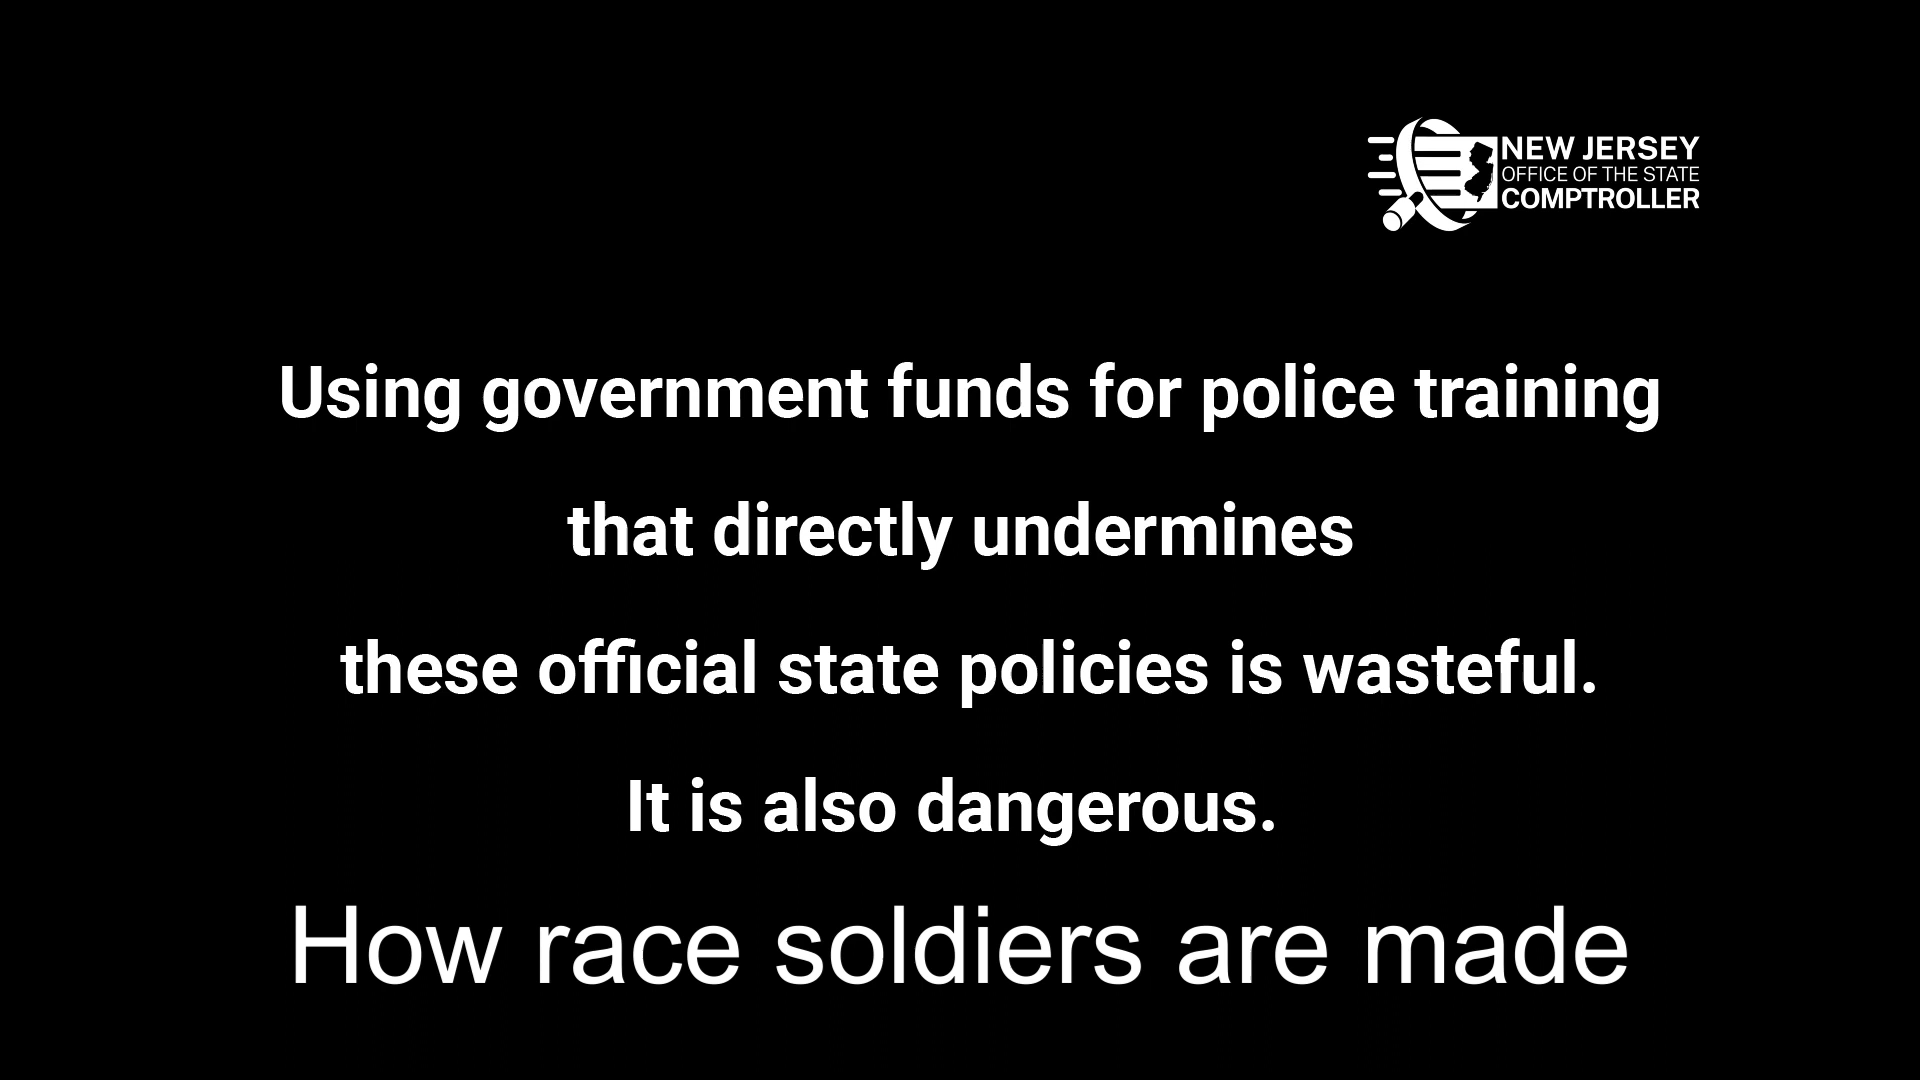 NEW JERSEY
OFFICE OF THE STATE
COMPTROLLER
Using government funds for police training
that directly undermines
these official state policies is wasteful.
It is also dangerous.
How race soldiers are made